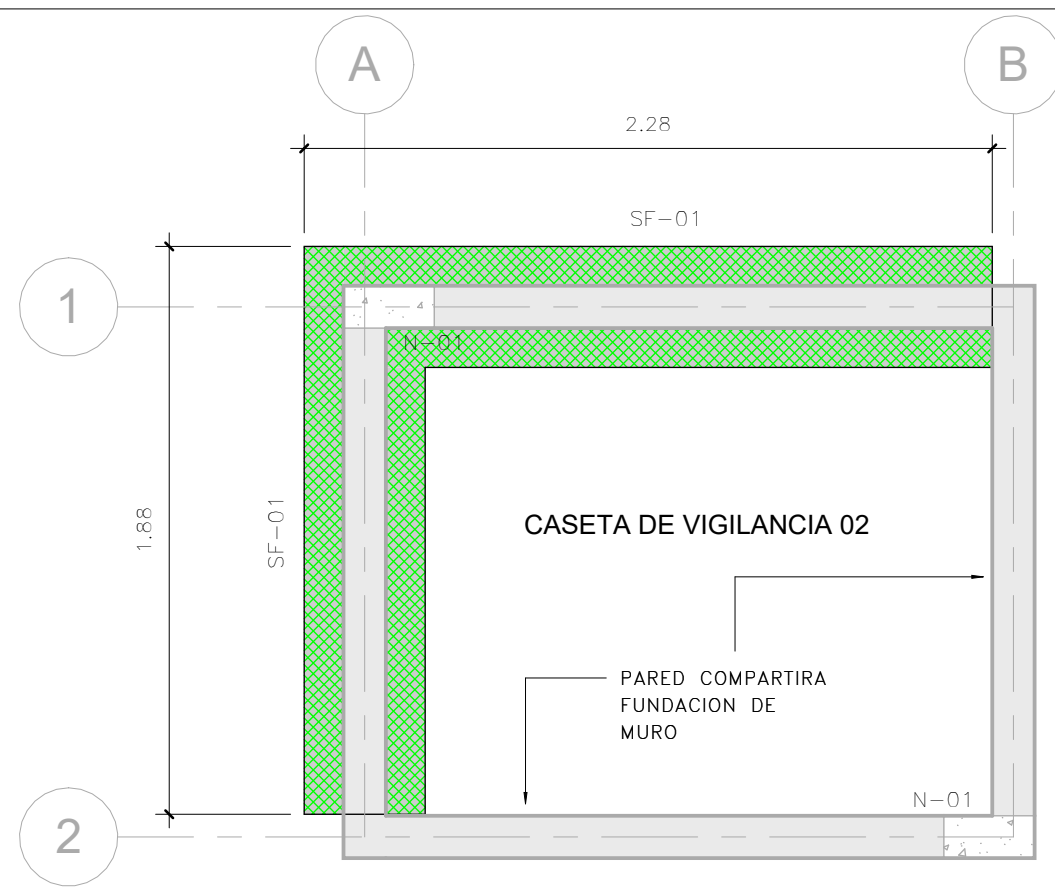 A
B
2.28
SF-01
1
N-01
1.88
SF-01
CASETA DE VIGILANCIA 02
PARED COMPARTIRA
FUNDACION DE
MURO
N-01
2